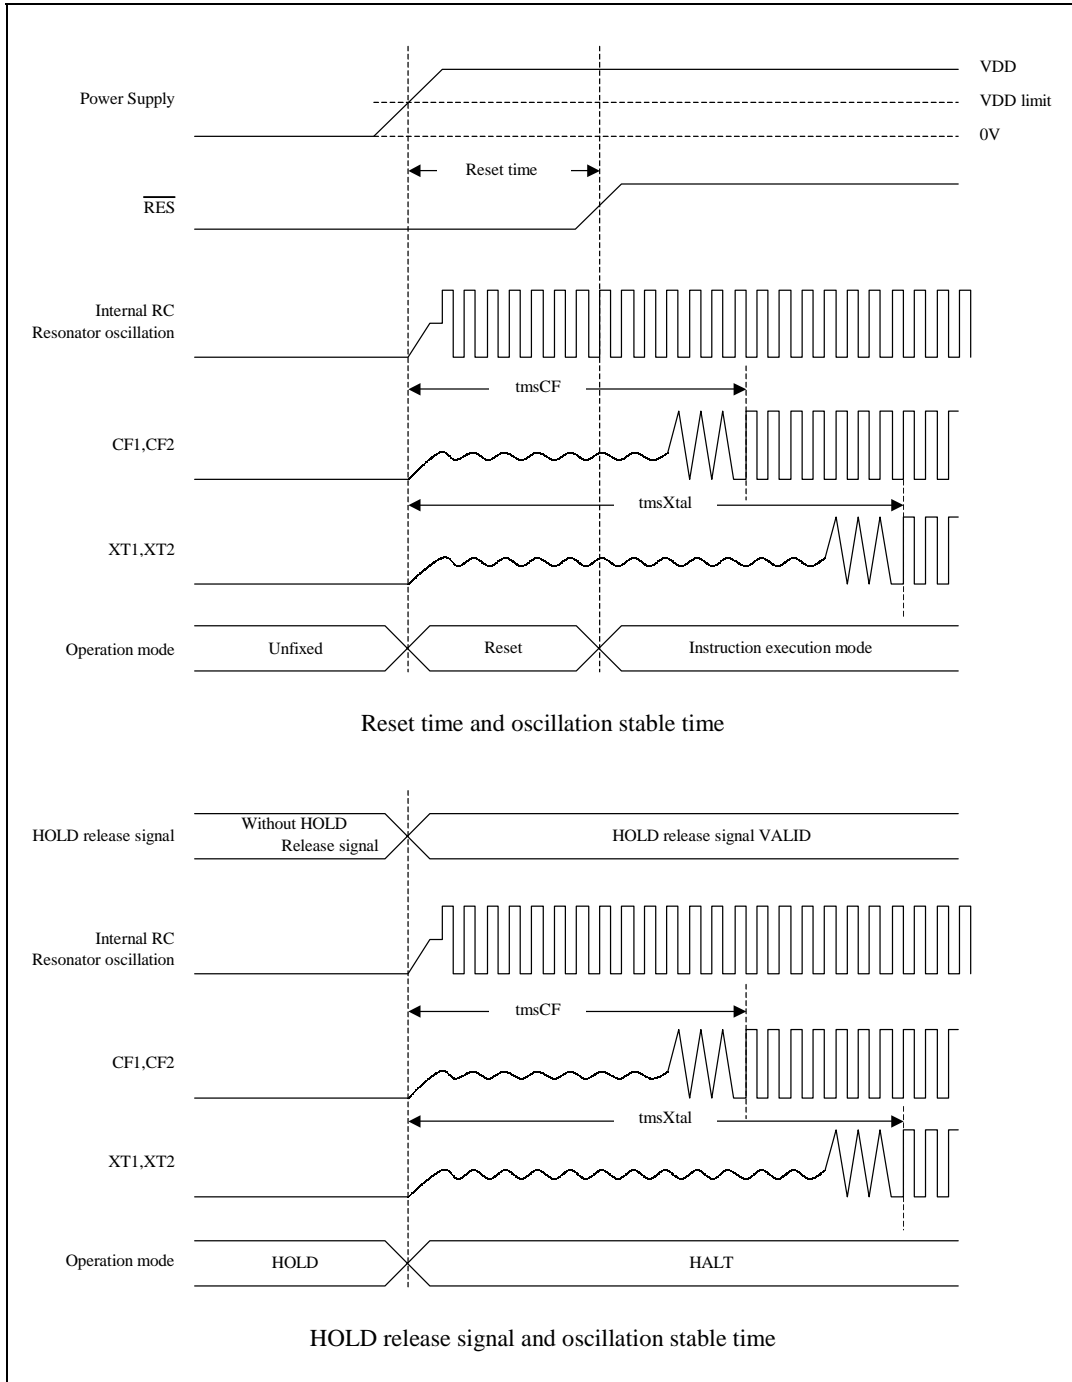 VDD
Power Supply
VDD limit
0V
Reset time
RES
Internal RC
Resonator oscillation
tmsCF
CF1,CF2
tmsXtal
XT1,XT2
Operation mode
Unfixed
Reset
Instruction execution mode
Reset time and oscillation stable time
HOLD release signal
Without HOLD
Release signal
HOLD release signal VALID
Internal RC
Resonator oscillation
tmsCF
CF1,CF2
tmsXtal
XT1,XT2
Operation mode
HOLD
HALT
HOLD release signal and oscillation stable time